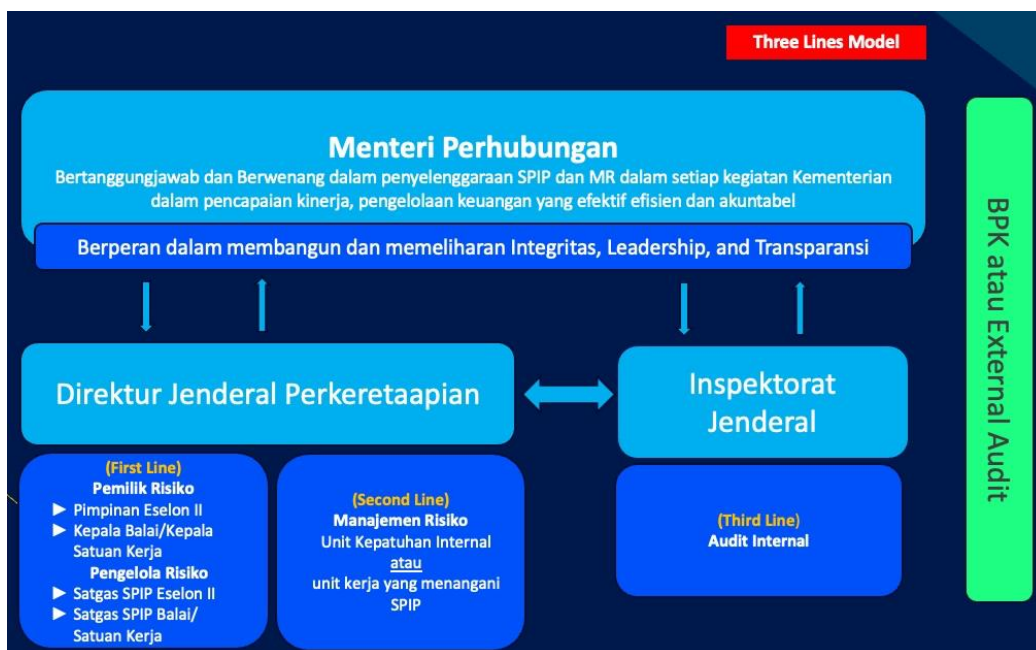 Three Lines Model
Menteri Perhubungan
Bertanggungjawab dan Berwenang dalam penyelenggaraan SPIP dan MR dalam setiap kegiatan Kementerian
dalam pencapaian kinerja, pengelolaan keuangan yang efektif efisien dan akuntabel
Berperan dalam membangun dan memeliharan Integritas, Leadership, and Transparansi
BPK atau External Audit
Direktur Jenderal Perkeretaapian
Inspektorat
Jenderal
(First Line)
Pemilik Risiko
► Pimpinan Eselon II
► Kepala Balai/Kepala
Satuan Kerja
Pengelola Risiko
► Satgas SPIP Eselon II
► Satgas SPIP Balai/
Satuan Kerja
(Second Line)
Manajemen Risiko
Unit Kepatuhan Internal
atau
unit kerja yang menangani
SPIP
(Third Line)
Audit Internal